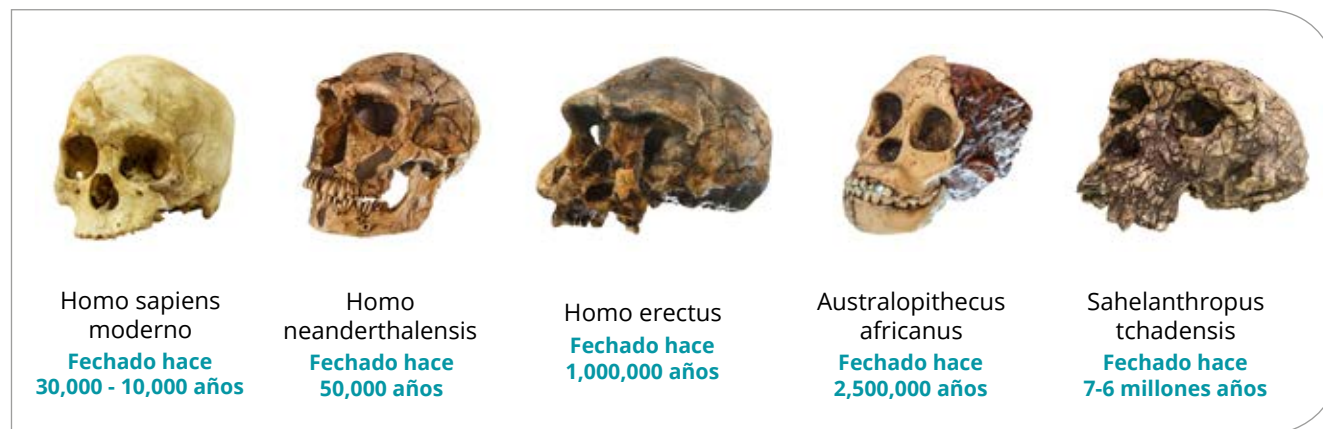 Homo sapiens
moderno
Fechado hace
30,000 - 10,000 años
Homo
neanderthalensis
Fechado hace
50,000 años
Homo erectus
Fechado hace
1,000,000 años
Australopithecus
africanus
Fechado hace
2,500,000 años
Sahelanthropus
tchadensis
Fechado hace
7-6 millones años